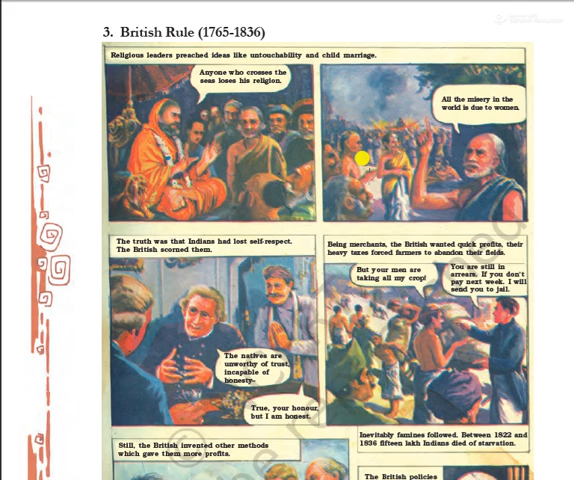 3. British Rule (1765-1836)
Religious leaders preached ideas like untouchability and child marriage.
Anyone who crosses the
seas loses his religion.
All the misery in the
world is due to women.
The truth was that Indians had lost self-respect.
The British scorned them.
Being merchants, the British wanted quick profits, their
heavy taxes forced farmers to abandon their fields.
But your men are
taking all my crop!
You are still in
arrears. If you don't
pay next week. I will
send you to jail.
The natives are
unworthy of trust,
incapable of
honesty-
True, your honour,
but I am honest.
Inevitably famines followed. Between 1822 and
1836 fifteen lakh Indians died of starvation.
Still, the British invented other methods
which gave them more profits.
The British policies